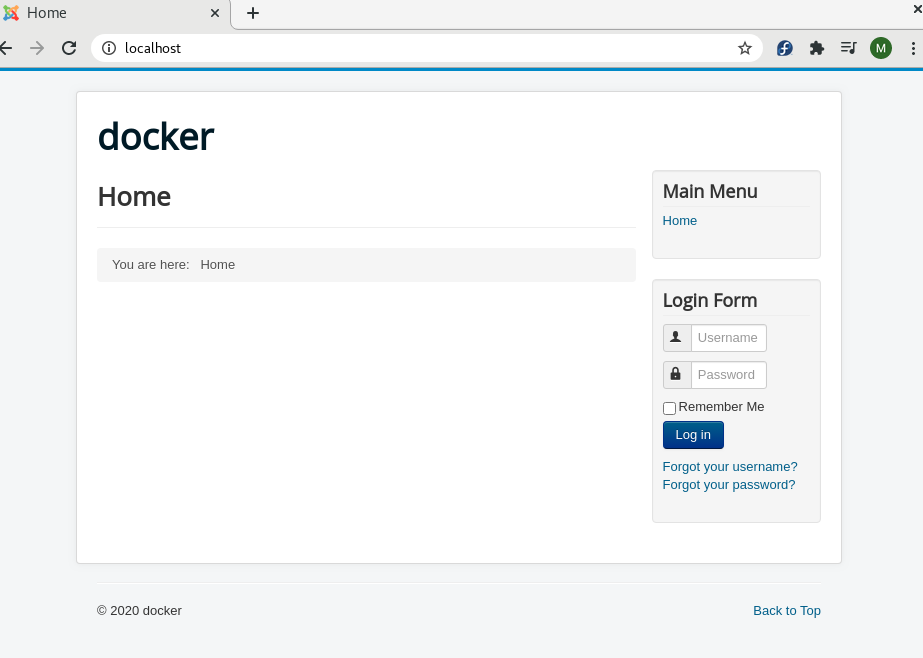 Home
localhost
M
docker
Home
You are here: Home
Main Menu
Home
Login Form
Username
Password
Remember Me
Log in
Forgot your username?
Forgot your password?
© 2020 docker
Back to Top